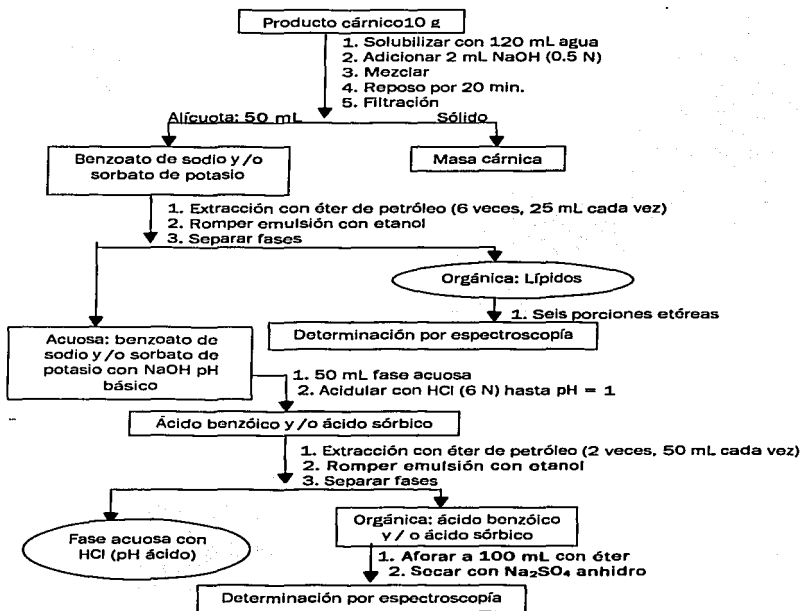 Producto cárnico10 g
1. Solubilizar con 120 mL agua
2. Adicionar 2 mL NaOH (0.5 N)
3. Mezclar
4. Reposo por 20 min.
5. Filtración
Alícuota: 50 mL
Sólido
Benzoato de sodio y/o
sorbato de potasio
Masa cárnica
1. Extracción con éter de petróleo (6 veces, 25 mL cada vez)
2. Romper emulsión con etanol
3. Separar fases
Orgánica: Lípidos
1. Seis porciones etéreas
Determinación por espectroscopía
Acuosa: benzoato de
sodio y/o sorbato de
potasio con NaOH pH
básico
1. 50 mL fase acuosa
2. Acidular con HCl (6 N) hasta pH = 1
Ácido benzóico y/o ácido sórbico
1. Extracción con éter de petróleo (2 veces, 50 mL cada vez)
2. Romper emulsión con etanol
3. Separar fases
Fase acuosa con
HCl (pH ácido)
Orgánica: ácido benzóico
y/o ácido sórbico
1. Aforar a 100 mL con éter
2. Secar con Na₂SO₄ anhidro
Determinación por espectroscopía